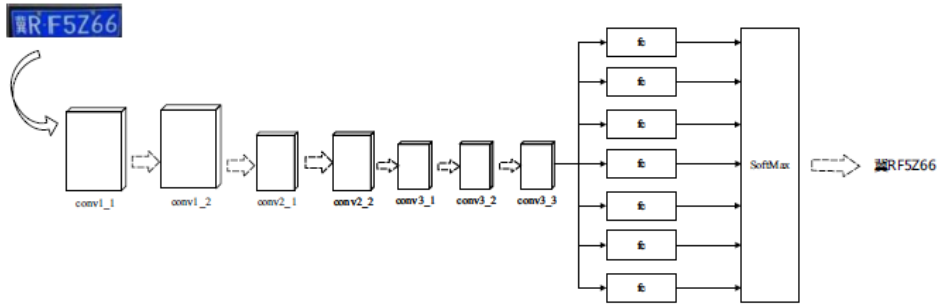 冀R·F5Z66
conv1_1
conv1_2
conv2_1
conv2_2
conv3_1
conv3_2
conv3_3
fc
fc
fc
fc
fc
fc
fc
SoftMax
冀RF5Z66